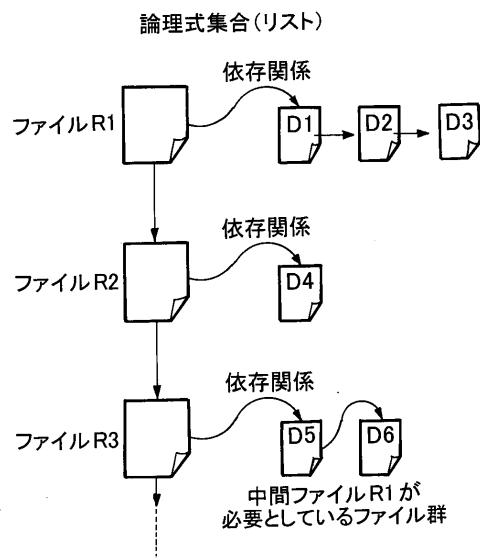 論理式集合(リスト)
依存関係
ファイルR1
D1
D2
D3
依存関係
ファイルR2
D4
依存関係
ファイルR3
D5
D6
中間ファイルR1が
必要としているファイル群